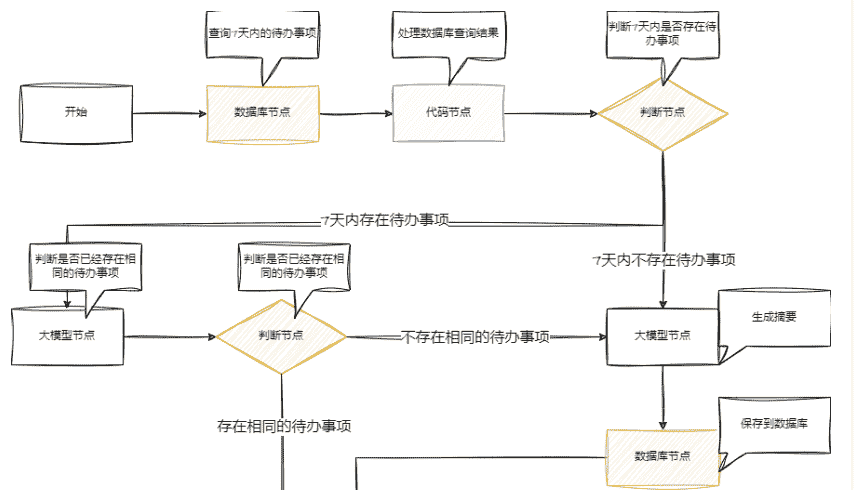 查询7天内的待办事项
处理数据库查询结果
判断7天内是否存在待
办事项
开始
数据库节点
代码节点
判断节点
7天内存在待办事项
判断是否已经存在相
同的待办事项
判断是否已经存在相
同的待办事项
7天内不存在待办事项
大模型节点
判断节点
不存在相同的待办事项
大模型节点
生成摘要
存在相同的待办事项
保存到数据库
数据库节点